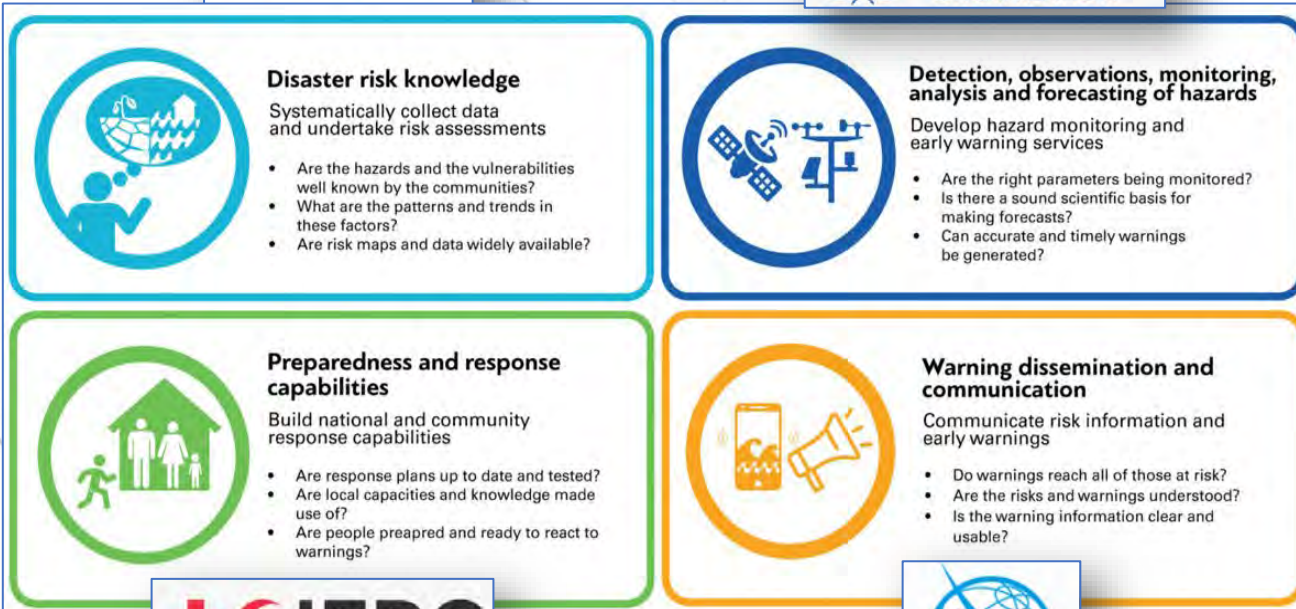 Disaster risk knowledge
Systematically collect data
and undertake risk assessments
• Are the hazards and the vulnerabilities
well known by the communities?
• What are the patterns and trends in
these factors?
• Are risk maps and data widely available?
Detection, observations, monitoring,
analysis and forecasting of hazards
Develop hazard monitoring and
early warning services
• Are the right parameters being monitored?
• Is there a sound scientific basis for
making forecasts?
• Can accurate and timely warnings
be generated?
Preparedness and response
capabilities
Build national and community
response capabilities
• Are response plans up to date and tested?
• Are local capacities and knowledge made
use of?
• Are people preapred and ready to react to
warnings?
Warning dissemination and
communication
Communicate risk information and
early warnings
• Do warnings reach all of those at risk?
• Are the risks and warnings understood?
• Is the warning information clear and
usable?